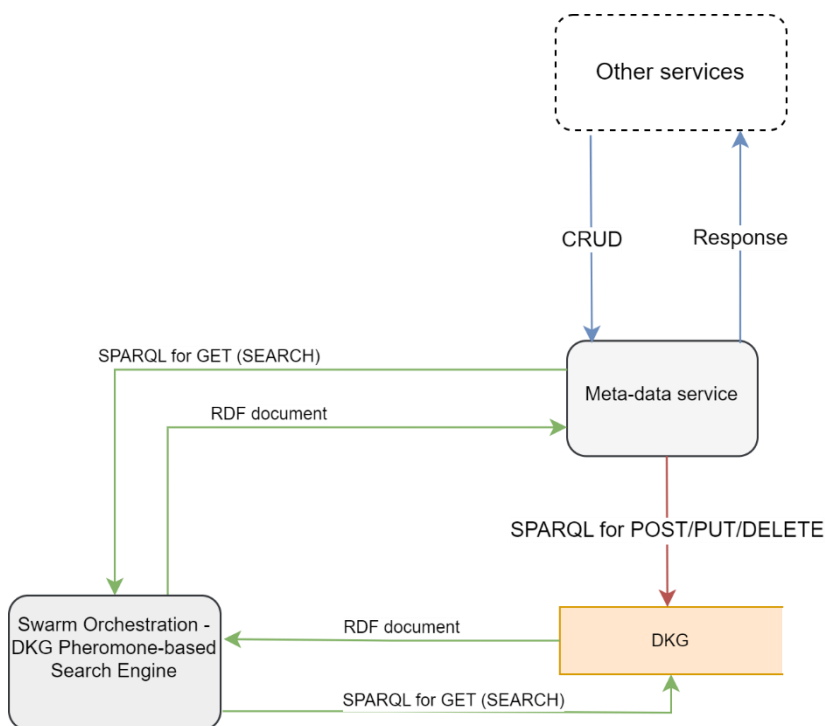 Other services
CRUD
Response
SPARQL for GET (SEARCH)
Meta-data service
RDF document
SPARQL for POST/PUT/DELETE
Swarm Orchestration -
DKG Pheromone-based
Search Engine
RDF document
DKG
SPARQL for GET (SEARCH)